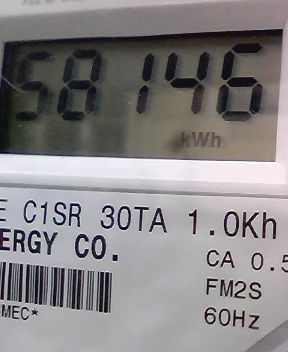 58146
kWh
E C1SR 30TA 1.0Kh
ERGY CO.
CA 0.5
FM2S
MEC*
60Hz